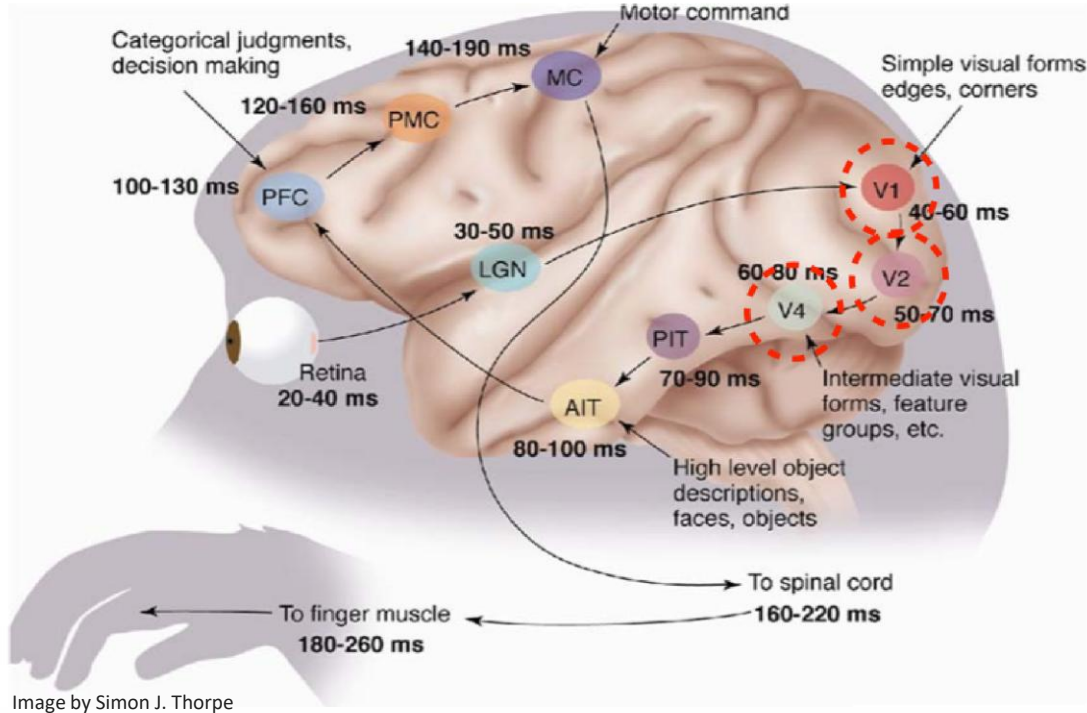 Motor command
Categorical judgments,
decision making
140-190 ms
MC
Simple visual forms
edges, corners
120-160 ms
PMC
100-130 ms
PFC
V1
40-60 ms
30-50 ms
LGN
60-80 ms
V2
V4
50-70 ms
PIT
70-90 ms
Retina
20-40 ms
Intermediate visual
forms, feature
groups, etc.
AIT
80-100 ms
High level object
descriptions,
faces, objects
To spinal cord
160-220 ms
To finger muscle
180-260 ms
Image by Simon J. Thorpe